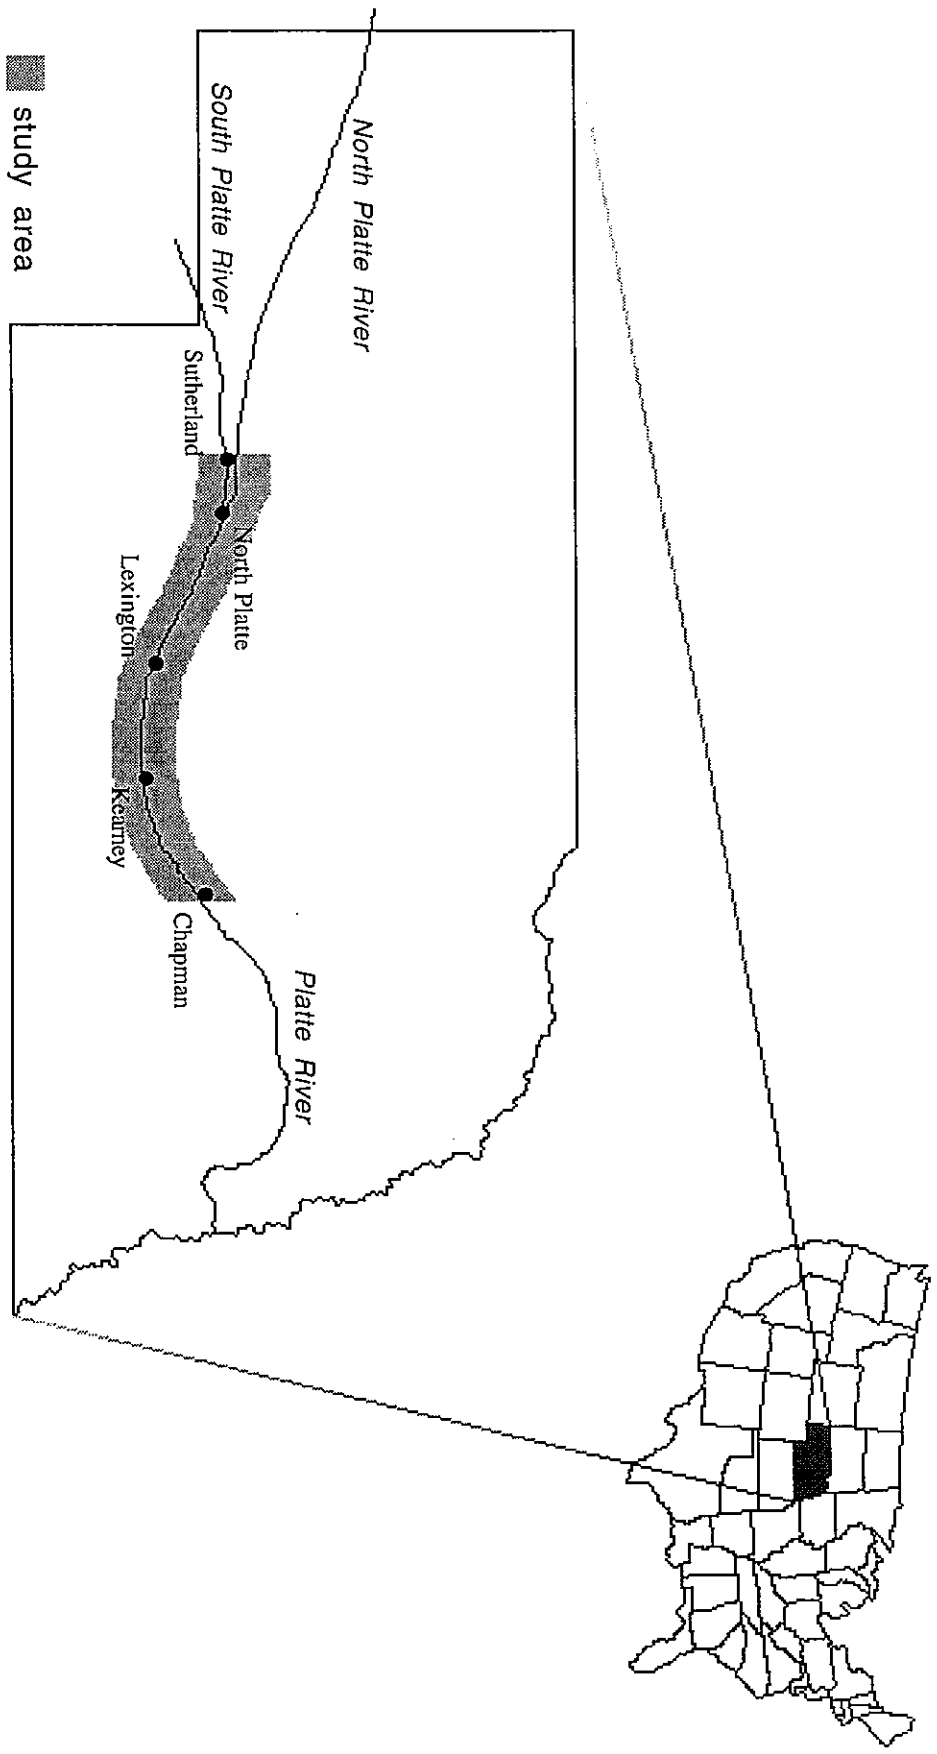 North Platte River
South Platte River
Sutherland
North Platte
Lexington
Kearney
Chapman
Platte River
study area